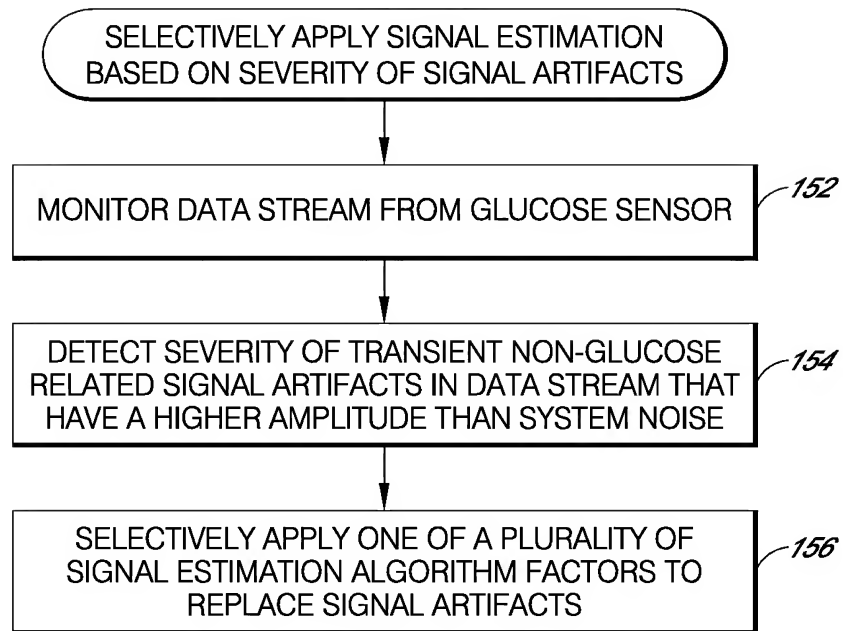 SELECTIVELY APPLY SIGNAL ESTIMATION
BASED ON SEVERITY OF SIGNAL ARTIFACTS
MONITOR DATA STREAM FROM GLUCOSE SENSOR
152
DETECT SEVERITY OF TRANSIENT NON-GLUCOSE
RELATED SIGNAL ARTIFACTS IN DATA STREAM THAT
HAVE A HIGHER AMPLITUDE THAN SYSTEM NOISE
154
SELECTIVELY APPLY ONE OF A PLURALITY OF
SIGNAL ESTIMATION ALGORITHM FACTORS TO
REPLACE SIGNAL ARTIFACTS
156